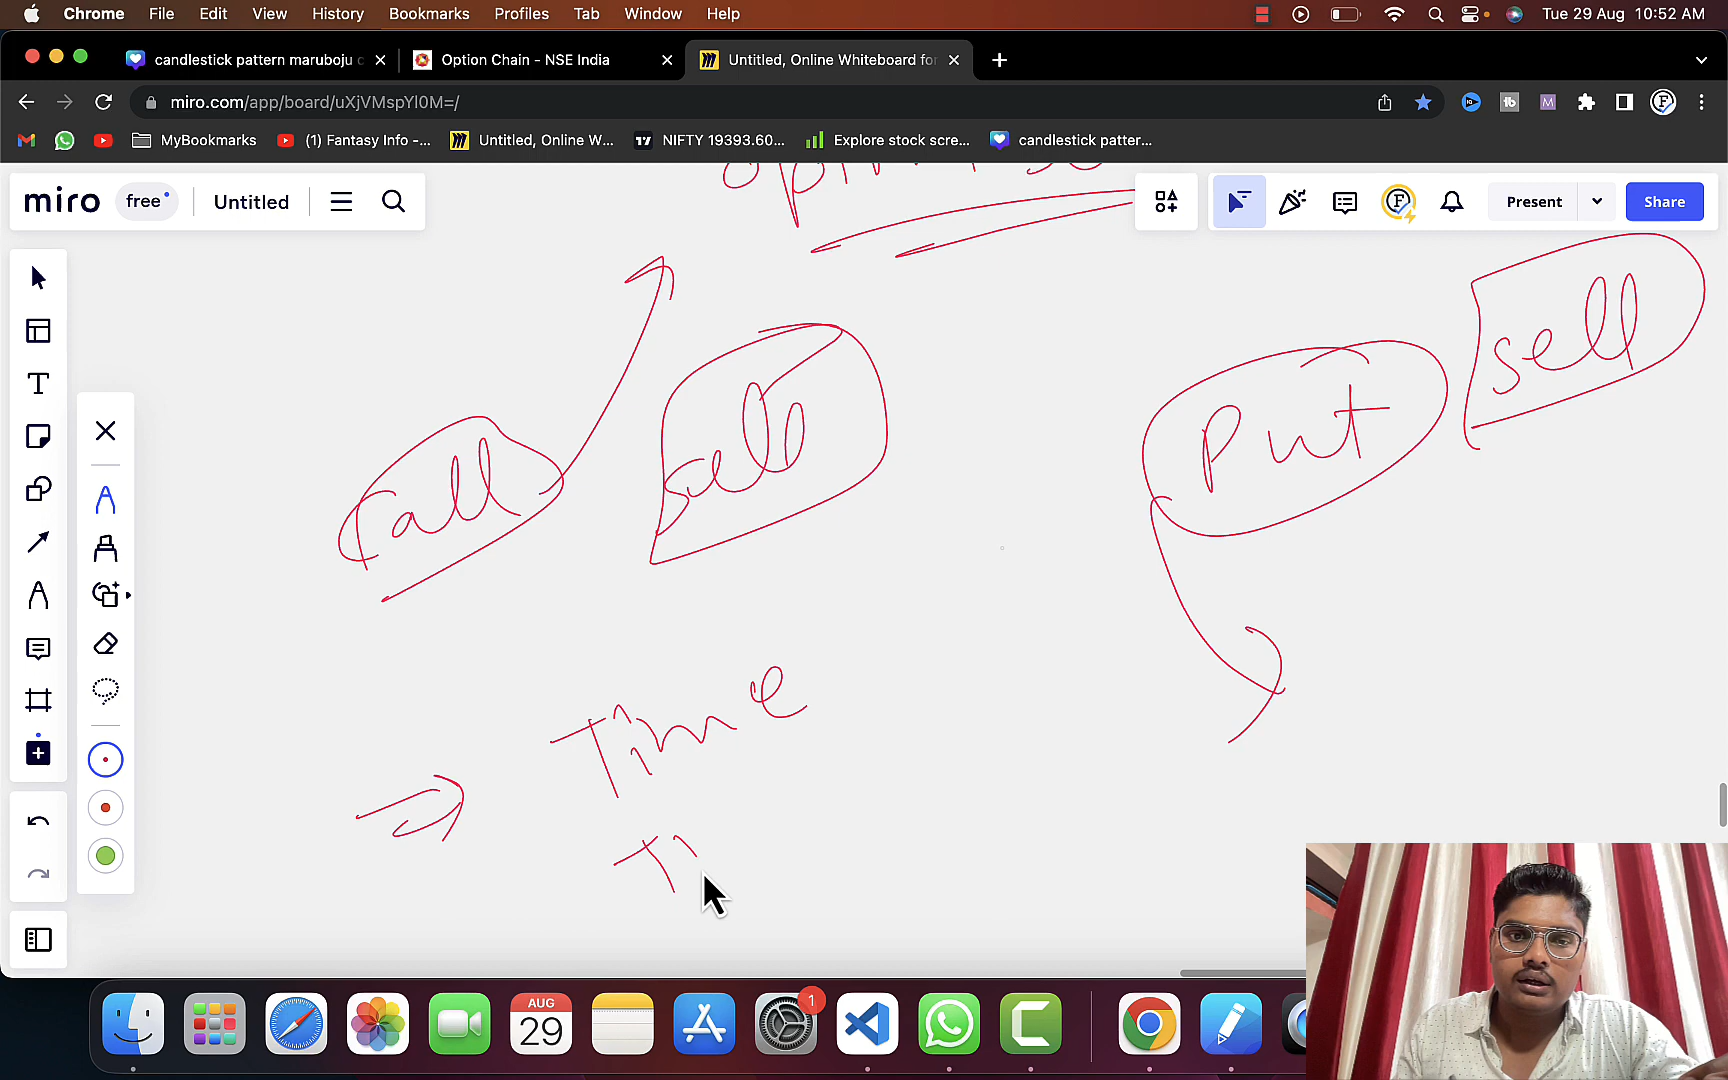 Chrome File Edit View History Bookmarks Profiles Tab Window Help Tue 29 Aug 10:52 AM
candlestick pattern maruboju c Option Chain - NSE India Untitled, Online Whiteboard for
miro.com/app/board/uXjVMspYl0M=/
MyBookmarks (1) Fantasy Info -... Untitled, Online W... NIFTY 19393.60... Explore stock scre... candlestick patter...
miro free Untitled Present Share
sell
Put
sell
Call
Time
Ti
AUG
29
1